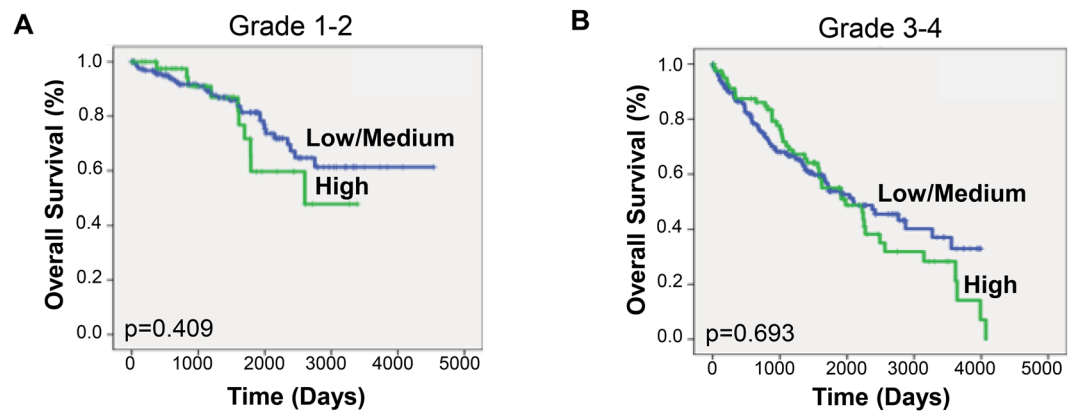 A
Grade 1-2
Overall Survival (%)
1.0
0.8
0.6
0.4
0.2
0.0
Low/Medium
High
p=0.409
0 1000 2000 3000 4000 5000
Time (Days)
B
Grade 3-4
Overall Survival (%)
1.0
0.8
0.6
0.4
0.2
0.0
Low/Medium
High
p=0.693
0 1000 2000 3000 4000 5000
Time (Days)